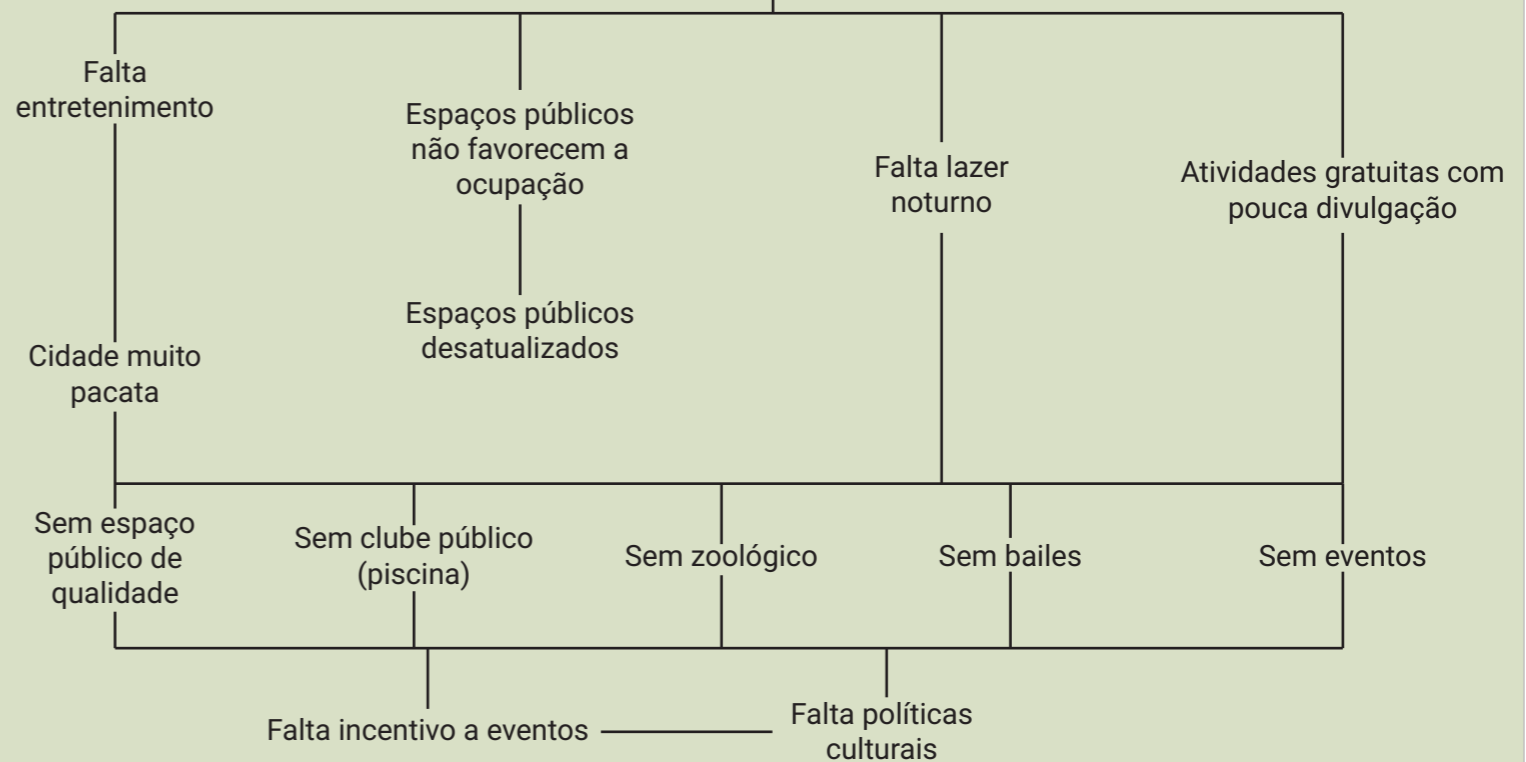 Falta
entretenimento
Espaços públicos
não favorecem a
ocupação
Falta lazer
noturno
Atividades gratuitas com
pouca divulgação
Espaços públicos
desatualizados
Cidade muito
pacata
Sem espaço
público de
qualidade
Sem clube público
(piscina)
Sem zoológico
Sem bailes
Sem eventos
Falta incentivo a eventos
Falta políticas
culturais